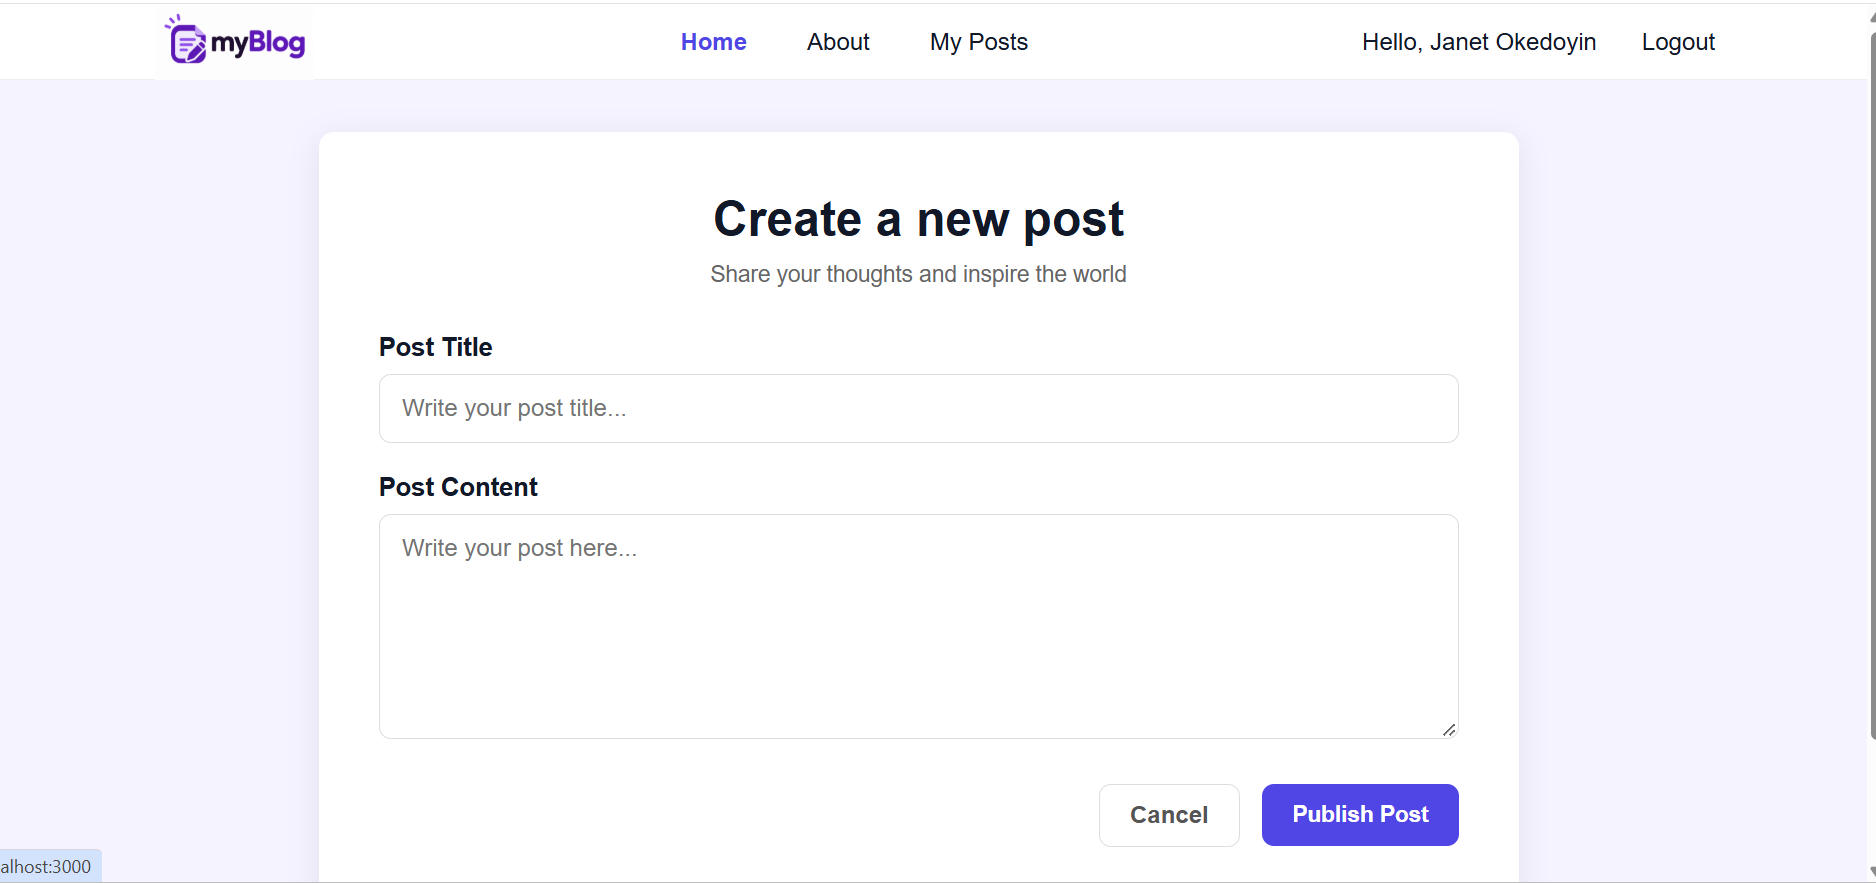 myBlog
Home About My Posts Hello, Janet Okedoyin Logout
Create a new post
Share your thoughts and inspire the world
Post Title
Write your post title...
Post Content
Write your post here...
Cancel Publish Post
alhost:3000